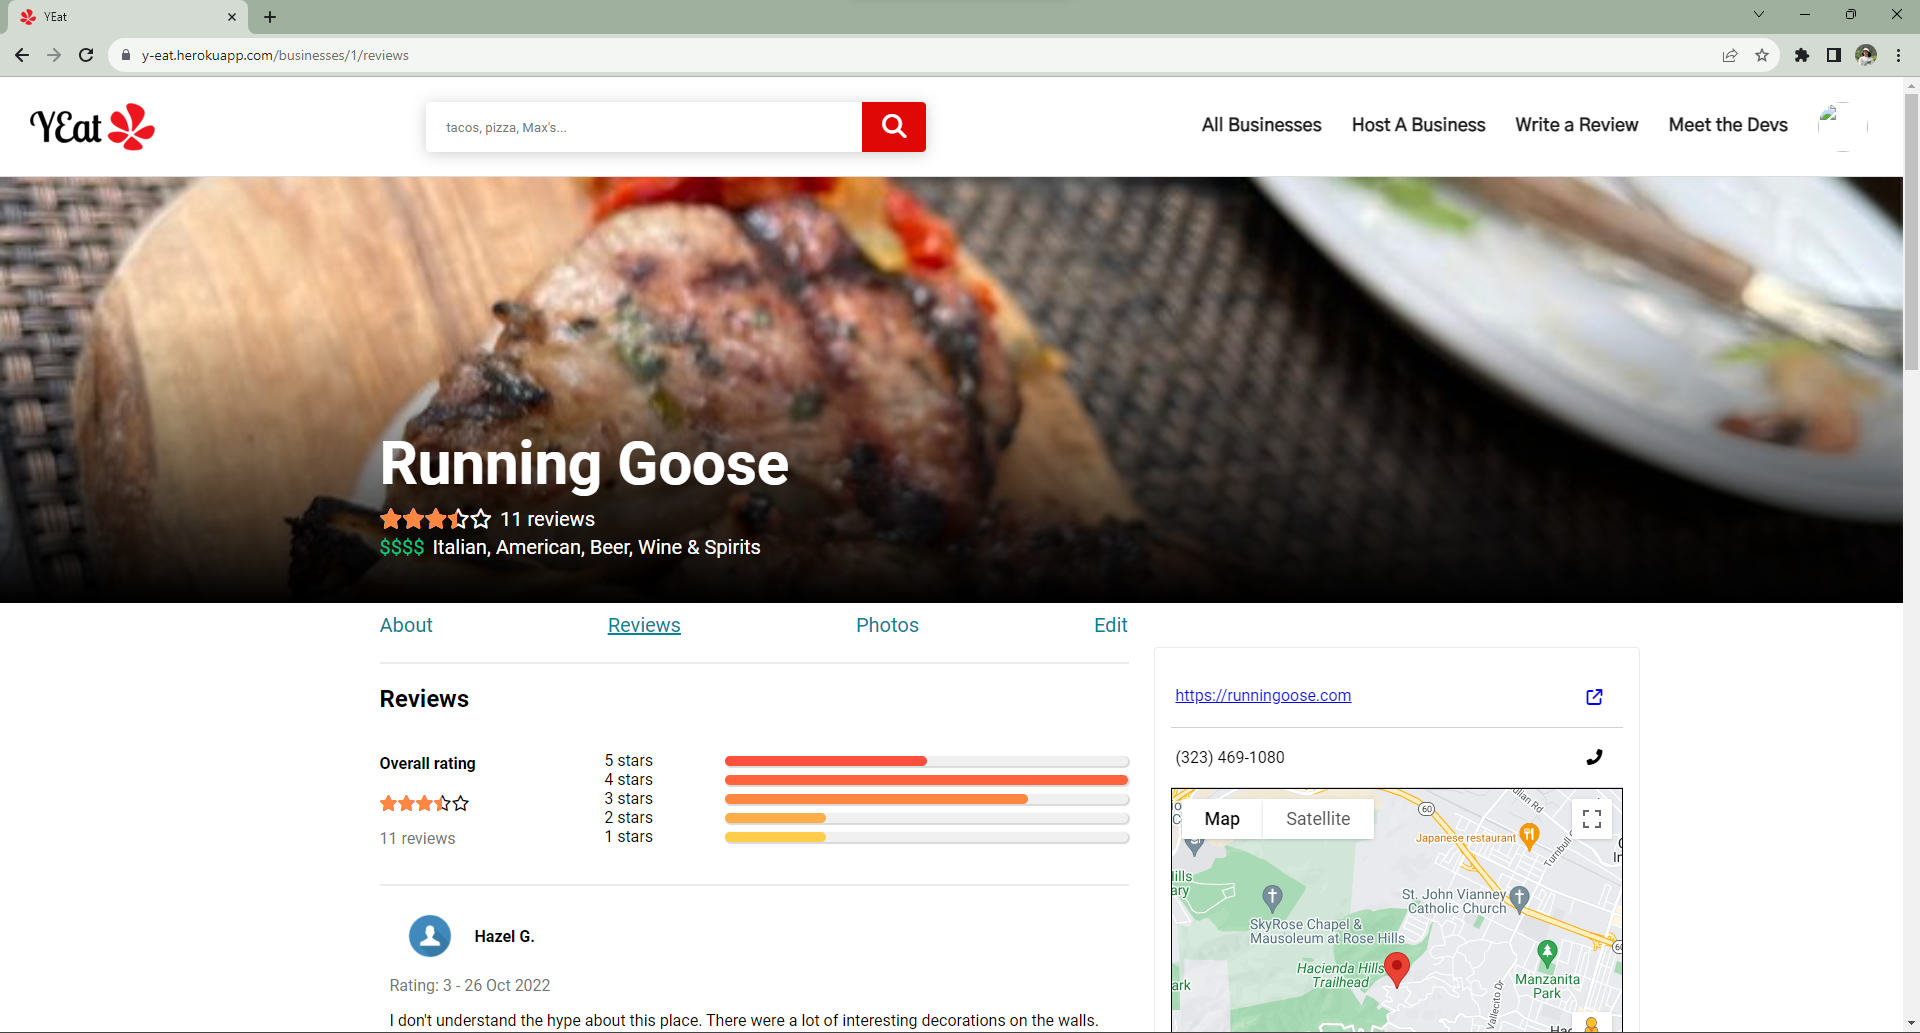 YEat
y-eat.herokuapp.com/businesses/1/reviews
YEat
tacos, pizza, Max's...
All Businesses
Host A Business
Write a Review
Meet the Devs
Running Goose
11 reviews
$$$$ Italian, American, Beer, Wine & Spirits
About
Reviews
Photos
Edit
Reviews
Overall rating
11 reviews
5 stars
4 stars
3 stars
2 stars
1 stars
Hazel G.
Rating: 3 - 26 Oct 2022
I don't understand the hype about this place. There were a lot of interesting decorations on the walls.
https://runningoose.com
(323) 469-1080
Map
Satellite
60
Japanese restaurant
Turnbull
St. John Vianney
Catholic Church
SkyRose Chapel &
Mausoleum at Rose Hills
Hacienda Hills
Trailhead
Manzanita
Park
Vallecito Dr
60